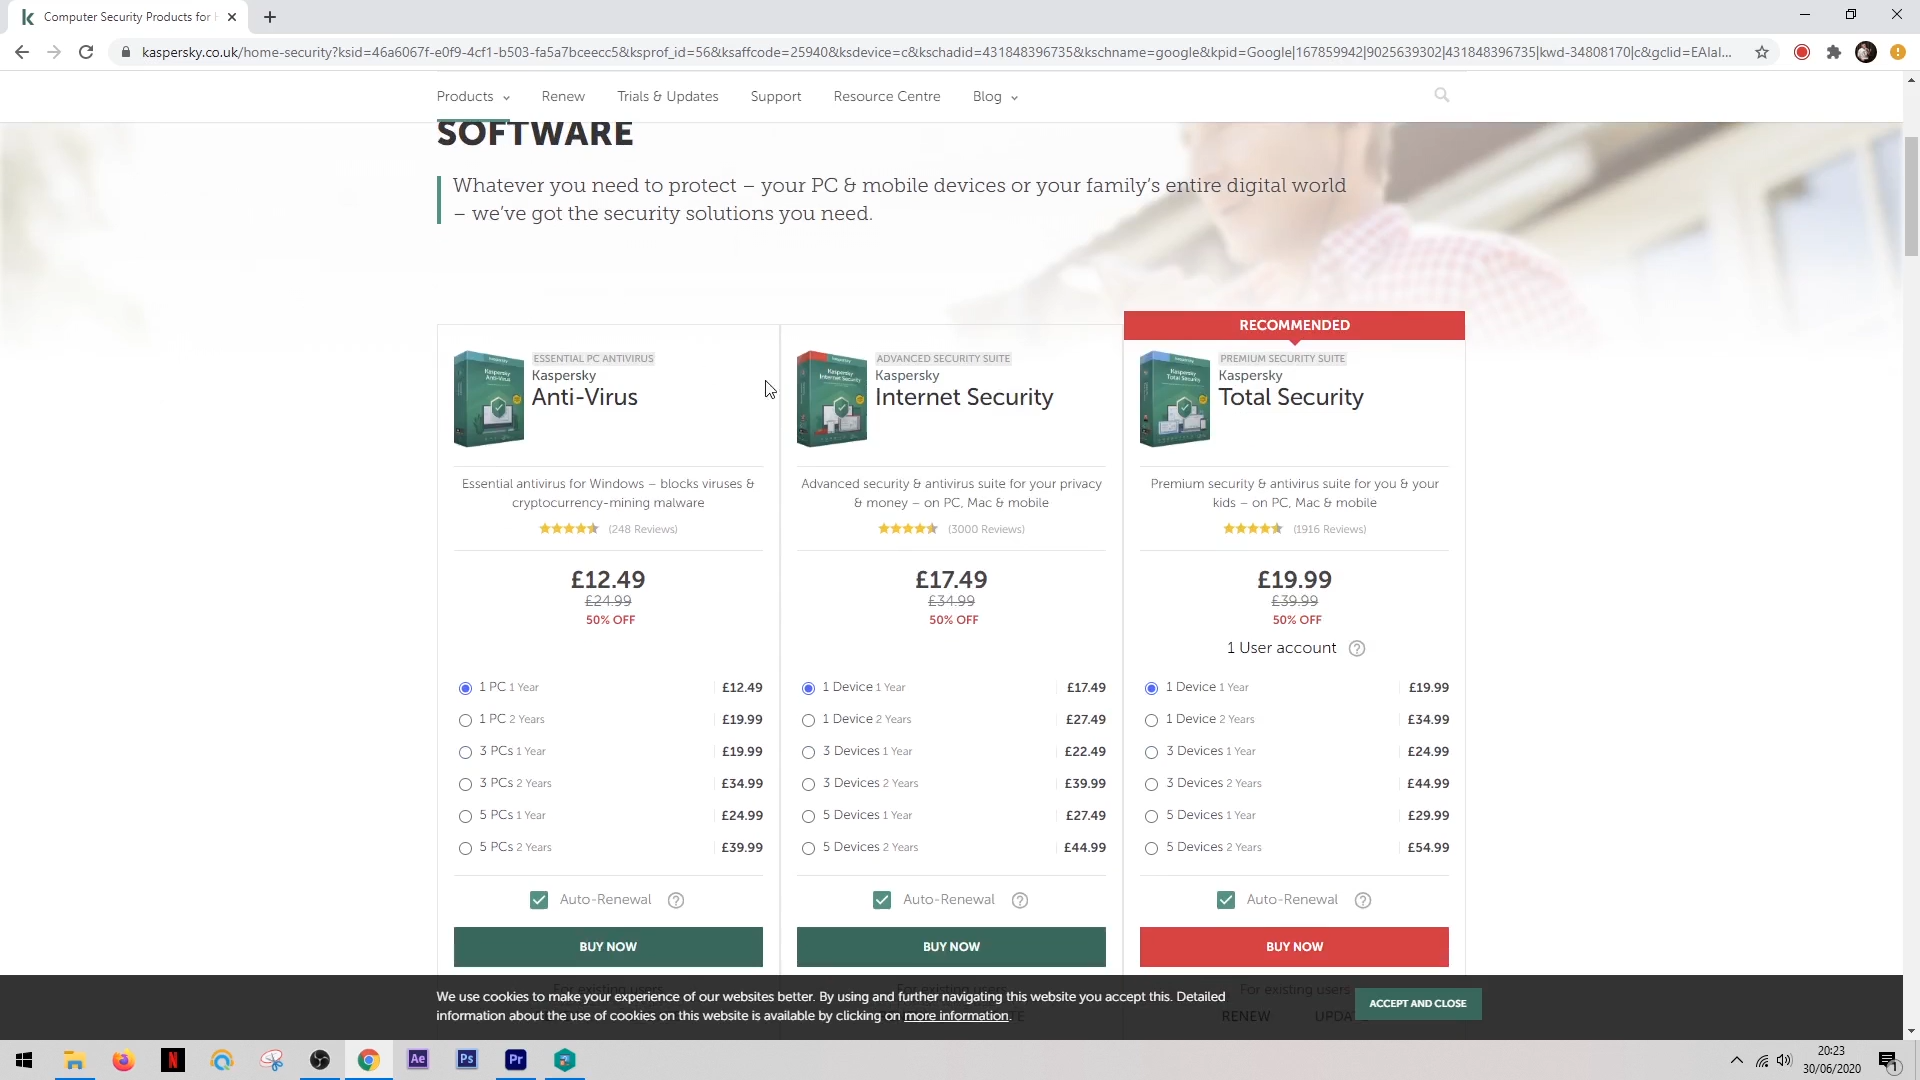 Computer Security Products for H
kaspersky.co.uk/home-security?ksid=46a6067f-e0f9-4cf1-b503-fa5a7bceecc5&ksprof_id=56&ksaffcode=25940&ksdevice=c&kschadid=431848396735&kschname=google&kpid=Google|167859942|9025639302|431848396735|kwd-34808170|c&gclid=EAIaI...
Products Renew Trials & Updates Support Resource Centre Blog
SOFTWARE
Whatever you need to protect – your PC & mobile devices or your family's entire digital world
– we've got the security solutions you need.
ESSENTIAL PC ANTIVIRUS
Kaspersky
Anti-Virus
Essential antivirus for Windows – blocks viruses &
cryptocurrency-mining malware
(248 Reviews)
£12.49
£24.99
50% OFF
1 PC 1 Year £12.49
1 PC 2 Years £19.99
3 PCs 1 Year £19.99
3 PCs 2 Years £34.99
5 PCs 1 Year £24.99
5 PCs 2 Years £39.99
Auto-Renewal ?
BUY NOW
ADVANCED SECURITY SUITE
Kaspersky
Internet Security
Advanced security & antivirus suite for your privacy
& money – on PC, Mac & mobile
(3000 Reviews)
£17.49
£34.99
50% OFF
1 Device 1 Year £17.49
1 Device 2 Years £27.49
3 Devices 1 Year £22.49
3 Devices 2 Years £39.99
5 Devices 1 Year £27.49
5 Devices 2 Years £44.99
Auto-Renewal ?
BUY NOW
RECOMMENDED
PREMIUM SECURITY SUITE
Kaspersky
Total Security
Premium security & antivirus suite for you & your
kids – on PC, Mac & mobile
(1916 Reviews)
£19.99
£39.99
50% OFF
1 User account ?
1 Device 1 Year £19.99
1 Device 2 Years £34.99
3 Devices 1 Year £24.99
3 Devices 2 Years £44.99
5 Devices 1 Year £29.99
5 Devices 2 Years £54.99
Auto-Renewal ?
BUY NOW
For existing users
RENEW UPDA
We use cookies to make your experience of our websites better. By using and further navigating this website you accept this. Detailed
information about the use of cookies on this website is available by clicking on more information.
ACCEPT AND CLOSE
Ae Ps Pr
20:23
30/06/2020
1